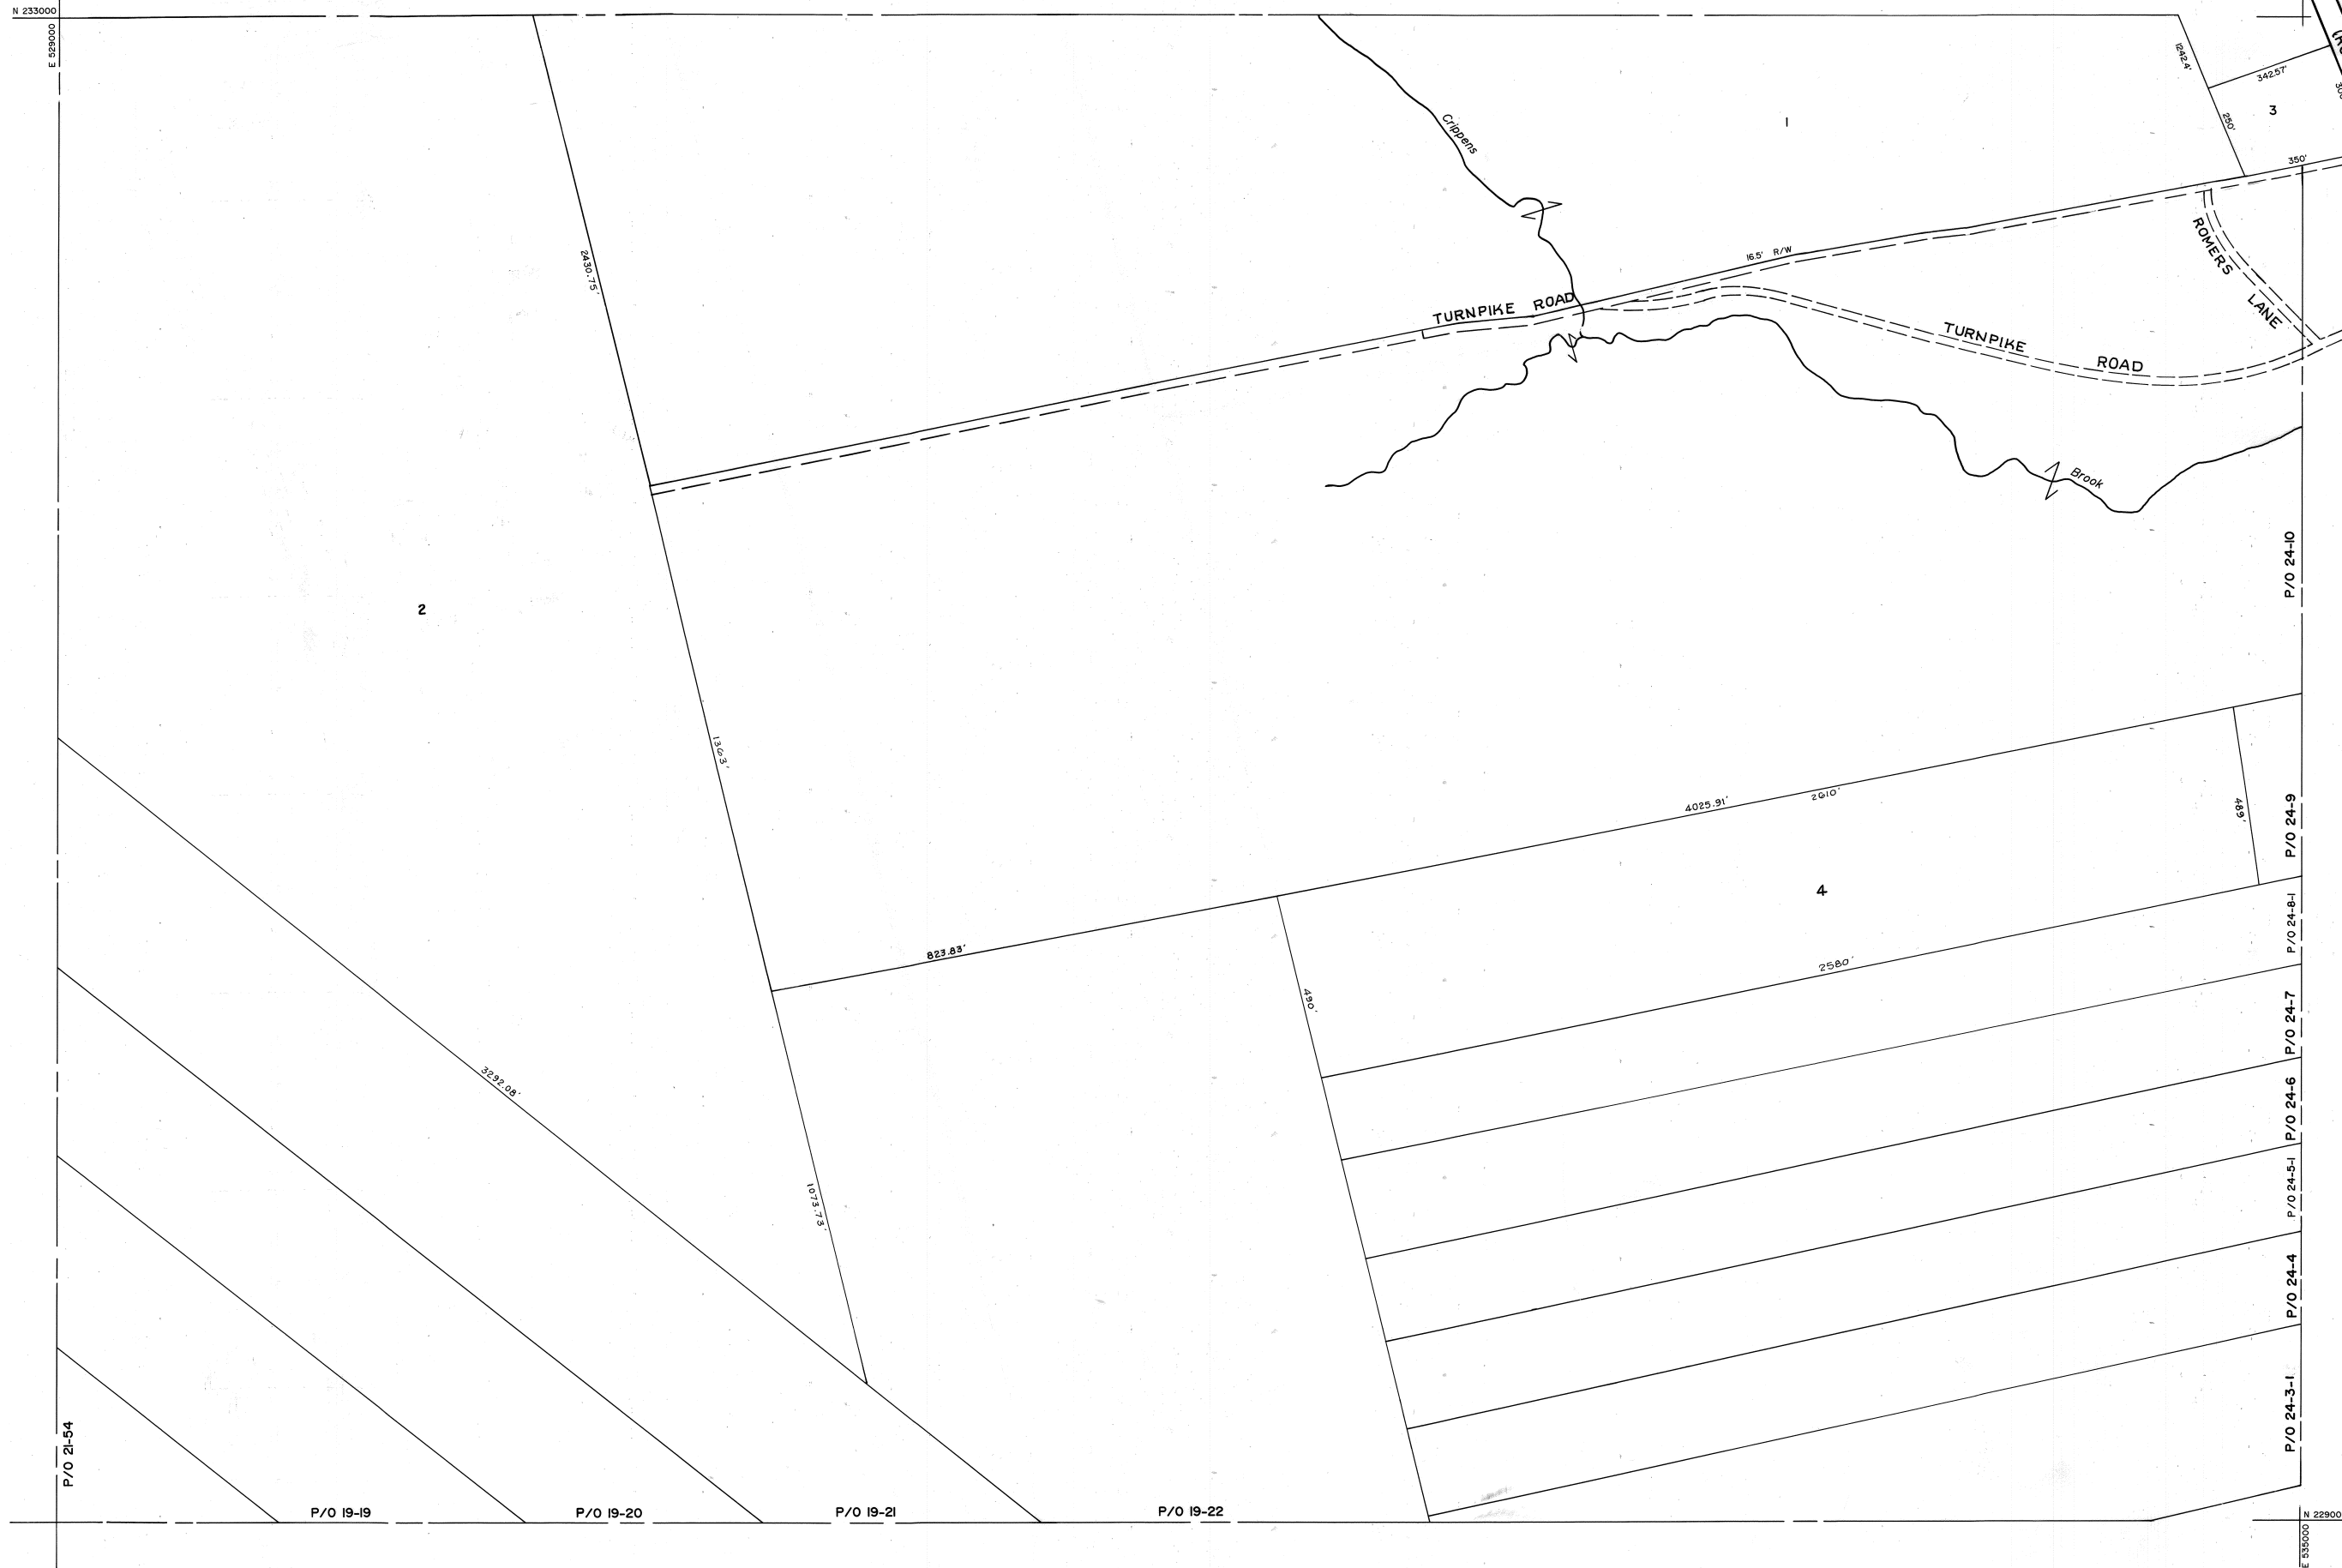 N 233000
E 529000
1242.4'
342.57'
3
250'
350'
1
Crippens
2430.75'
16.5' R/W
TURNPIKE ROAD
ROMERS LANE
TURNPIKE ROAD
Brook
P/O 24-10
2
1363'
4025.91'
2610'
489'
P/O 24-9
4
823.83'
2580'
P/O 24-8-1
490'
P/O 24-7
3292.08'
P/O 24-6
1073.73'
P/O 24-5-1
P/O 24-4
P/O 24-3-1
P/O 21-54
P/O 19-19
P/O 19-20
P/O 19-21
P/O 19-22
N 22900
E 535000